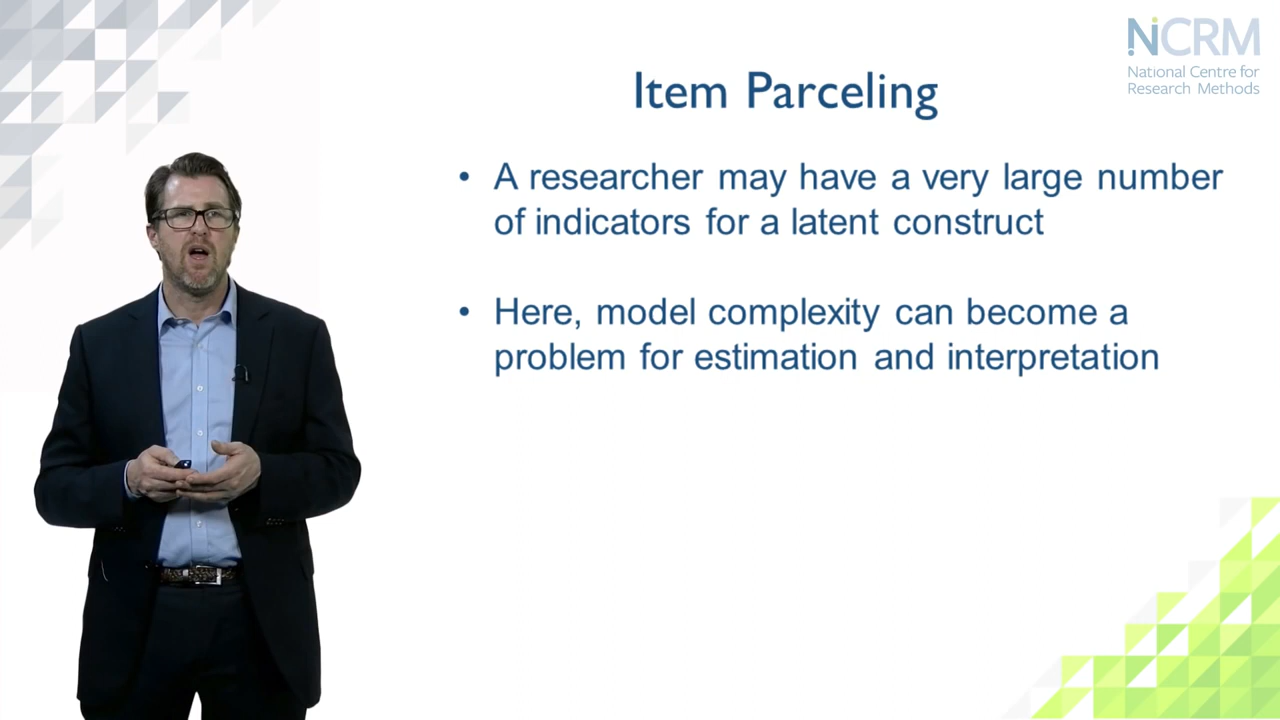 NCRM
National Centre for
Research Methods
Item Parceling
• A researcher may have a very large number
of indicators for a latent construct
• Here, model complexity can become a
problem for estimation and interpretation